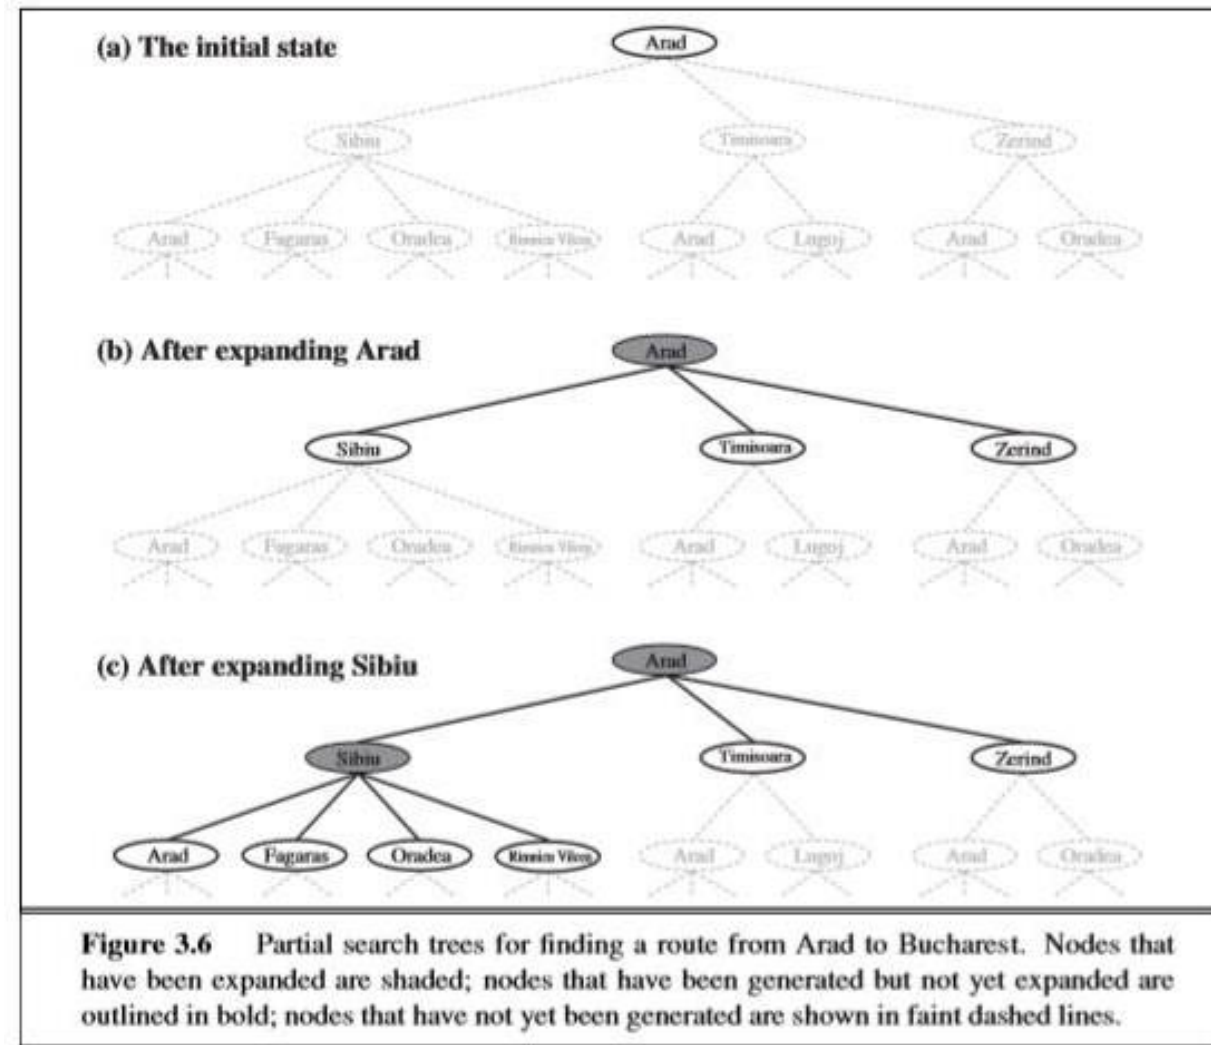 (a) The initial state
Arad
Sibiu Timisoara Zerind
Arad Fagaras Oradea Rimnicu Vilcea Arad Lugoj Arad Oradea
(b) After expanding Arad
Arad
Sibiu Timisoara Zerind
Arad Fagaras Oradea Rimnicu Vilcea Arad Lugoj Arad Oradea
(c) After expanding Sibiu
Arad
Sibiu Timisoara Zerind
Arad Fagaras Oradea Rimnicu Vilcea Arad Lugoj Arad Oradea
Figure 3.6 Partial search trees for finding a route from Arad to Bucharest. Nodes that
have been expanded are shaded; nodes that have been generated but not yet expanded are
outlined in bold; nodes that have not yet been generated are shown in faint dashed lines.